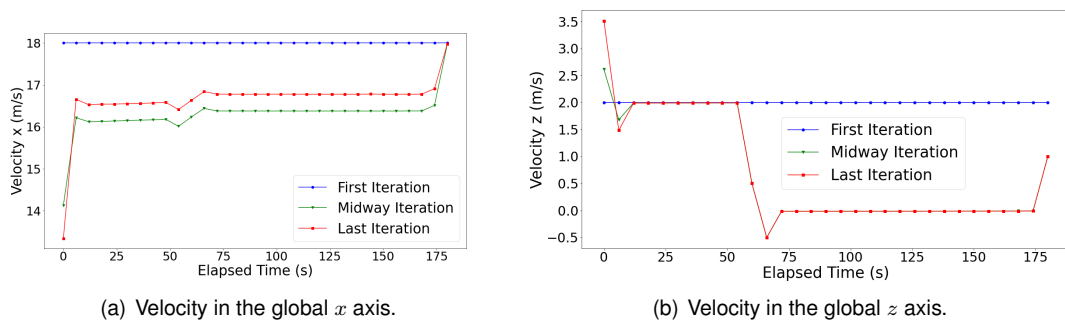 18
17
16
15
14
0
25
50
75
100
125
150
175
Velocity x (m/s)
Elapsed Time (s)
First Iteration
Midway Iteration
Last Iteration
(a) Velocity in the global x axis.
3.5
3.0
2.5
2.0
1.5
1.0
0.5
0.0
−0.5
0
25
50
75
100
125
150
175
Velocity z (m/s)
Elapsed Time (s)
First Iteration
Midway Iteration
Last Iteration
(b) Velocity in the global z axis.